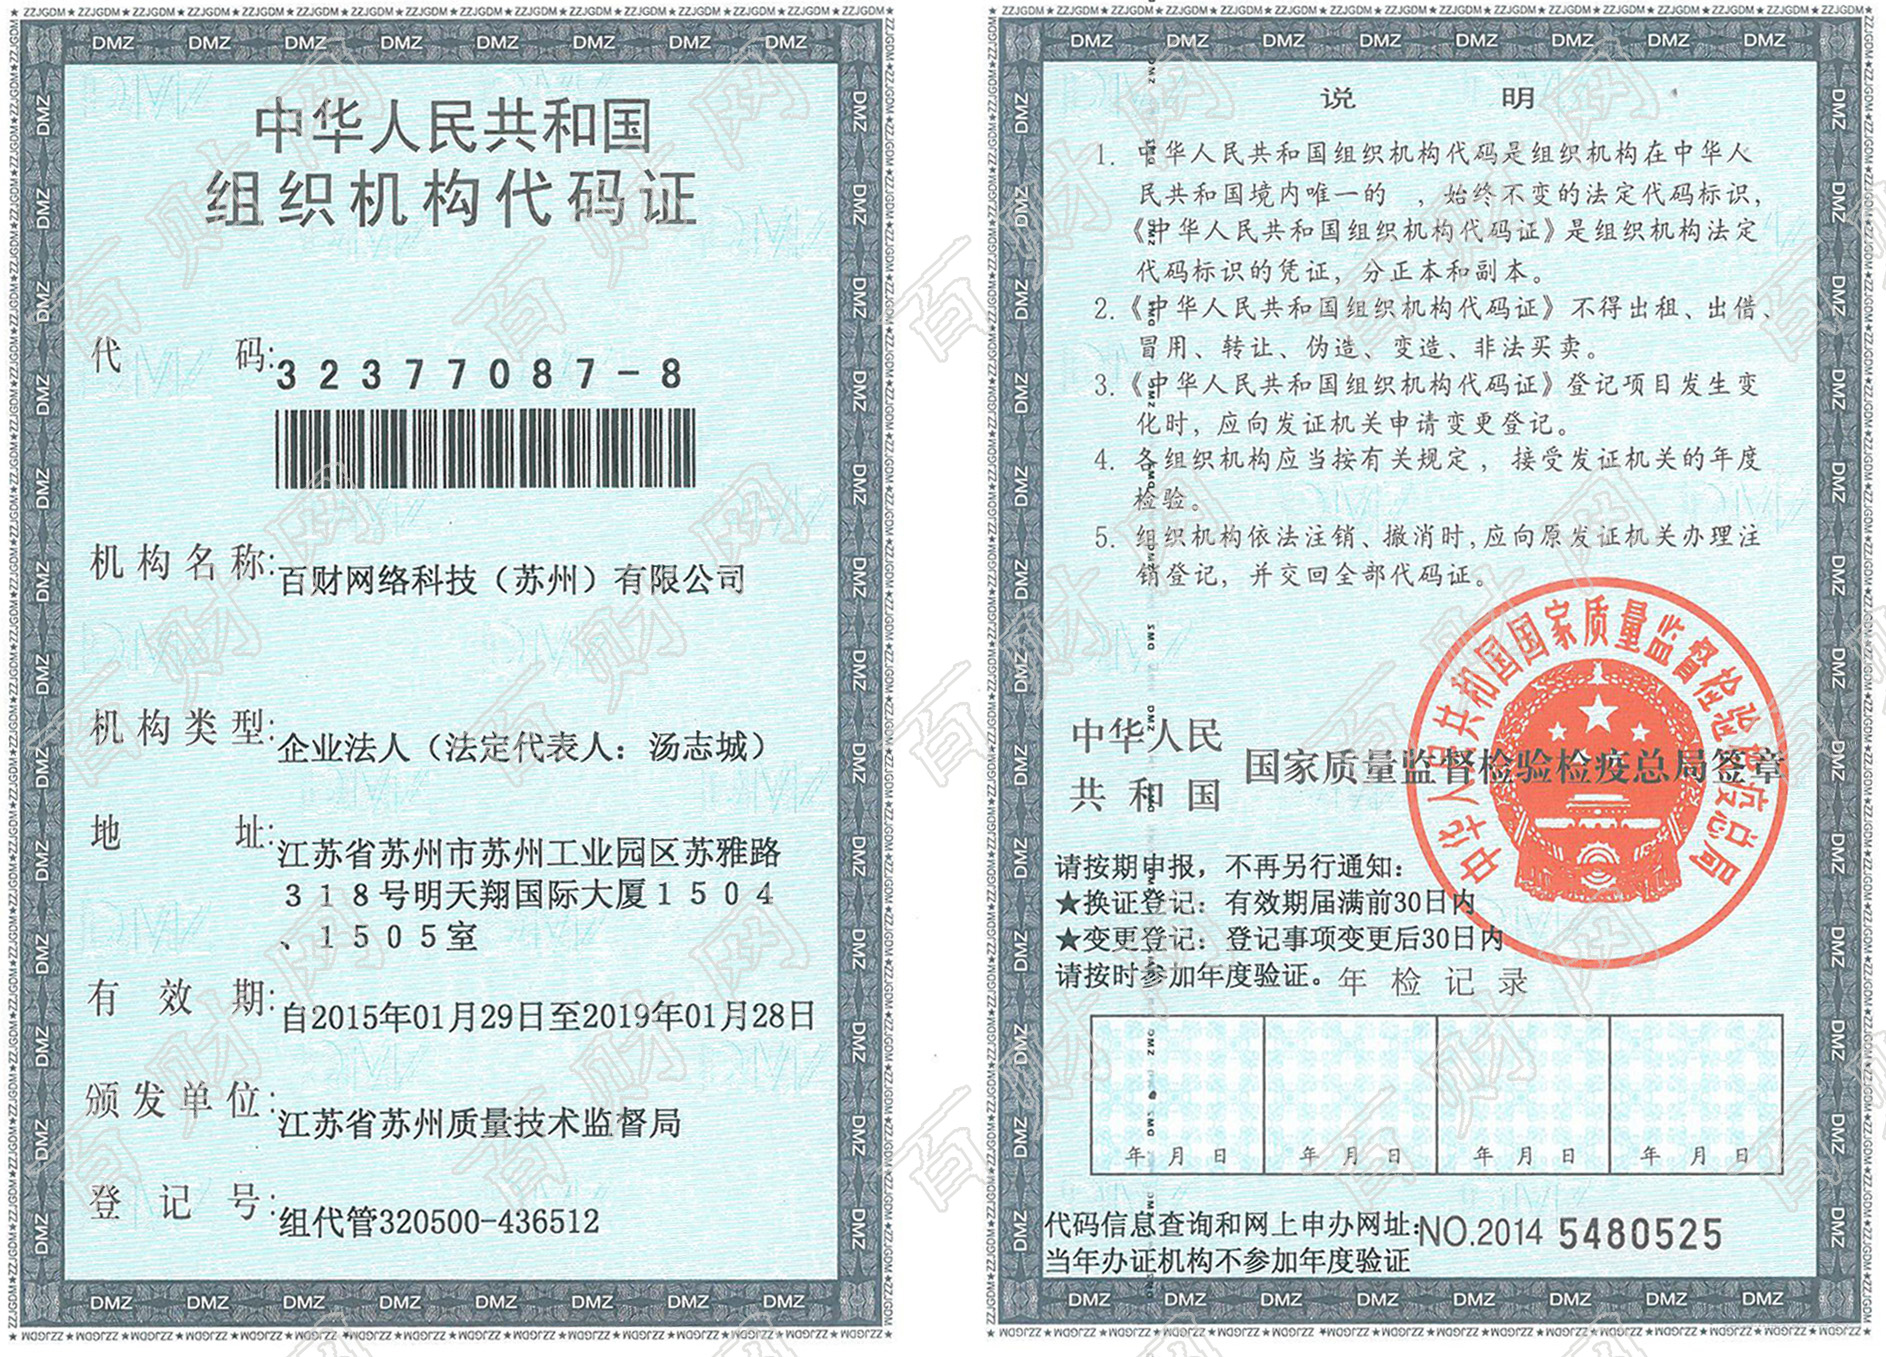 中华人民共和国
组织机构代码证
代码:32377087-8
机构名称:百财网络科技（苏州）有限公司
机构类型:企业法人（法定代表人：汤志城）
地址:江苏省苏州市苏州工业园区苏雅路
318号明天翔国际大厦1504
、1505室
有效期:自2015年01月29日至2019年01月28日
颁发单位:江苏省苏州质量技术监督局
登记号:组代管320500-436512
说明
1. 中华人民共和国组织机构代码是组织机构在中华人
民共和国境内唯一的 ，始终不变的法定代码标识，
《中华人民共和国组织机构代码证》是组织机构法定
代码标识的凭证，分正本和副本。
2.《中华人民共和国组织机构代码证》不得出租、出借、
冒用、转让、伪造、变造、非法买卖。
3.《中华人民共和国组织机构代码证》登记项目发生变
化时，应向发证机关申请变更登记。
4. 各组织机构应当按有关规定，接受发证机关的年度
检验。
5. 组织机构依法注销、撤消时,应向原发证机关办理注
销登记，并交回全部代码证。
中华人民共和国国家质量监督检验检疫总局
中华人民
共和国
国家质量监督检验检疫总局签章
请按期申报，不再另行通知：
★换证登记：有效期届满前30日内
★变更登记：登记事项变更后30日内
请按时参加年度验证。年检记录
年 月 日 年 月 日 年 月 日 年 月 日
代码信息查询和网上申办网址:NO.2014 5480525
当年办证机构不参加年度验证
DMZ DMZ DMZ DMZ DMZ DMZ DMZ DMZ
百财网